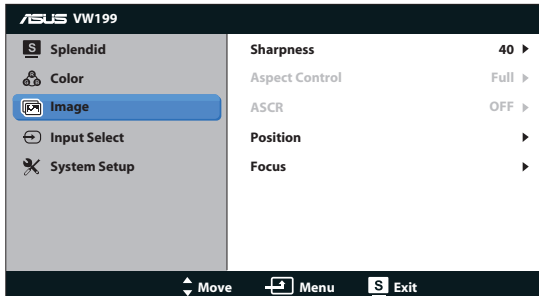 ASUS VW199
S Splendid
Color
Image
Input Select
System Setup
Sharpness 40
Aspect Control Full
ASCR OFF
Position
Focus
Move Menu S Exit